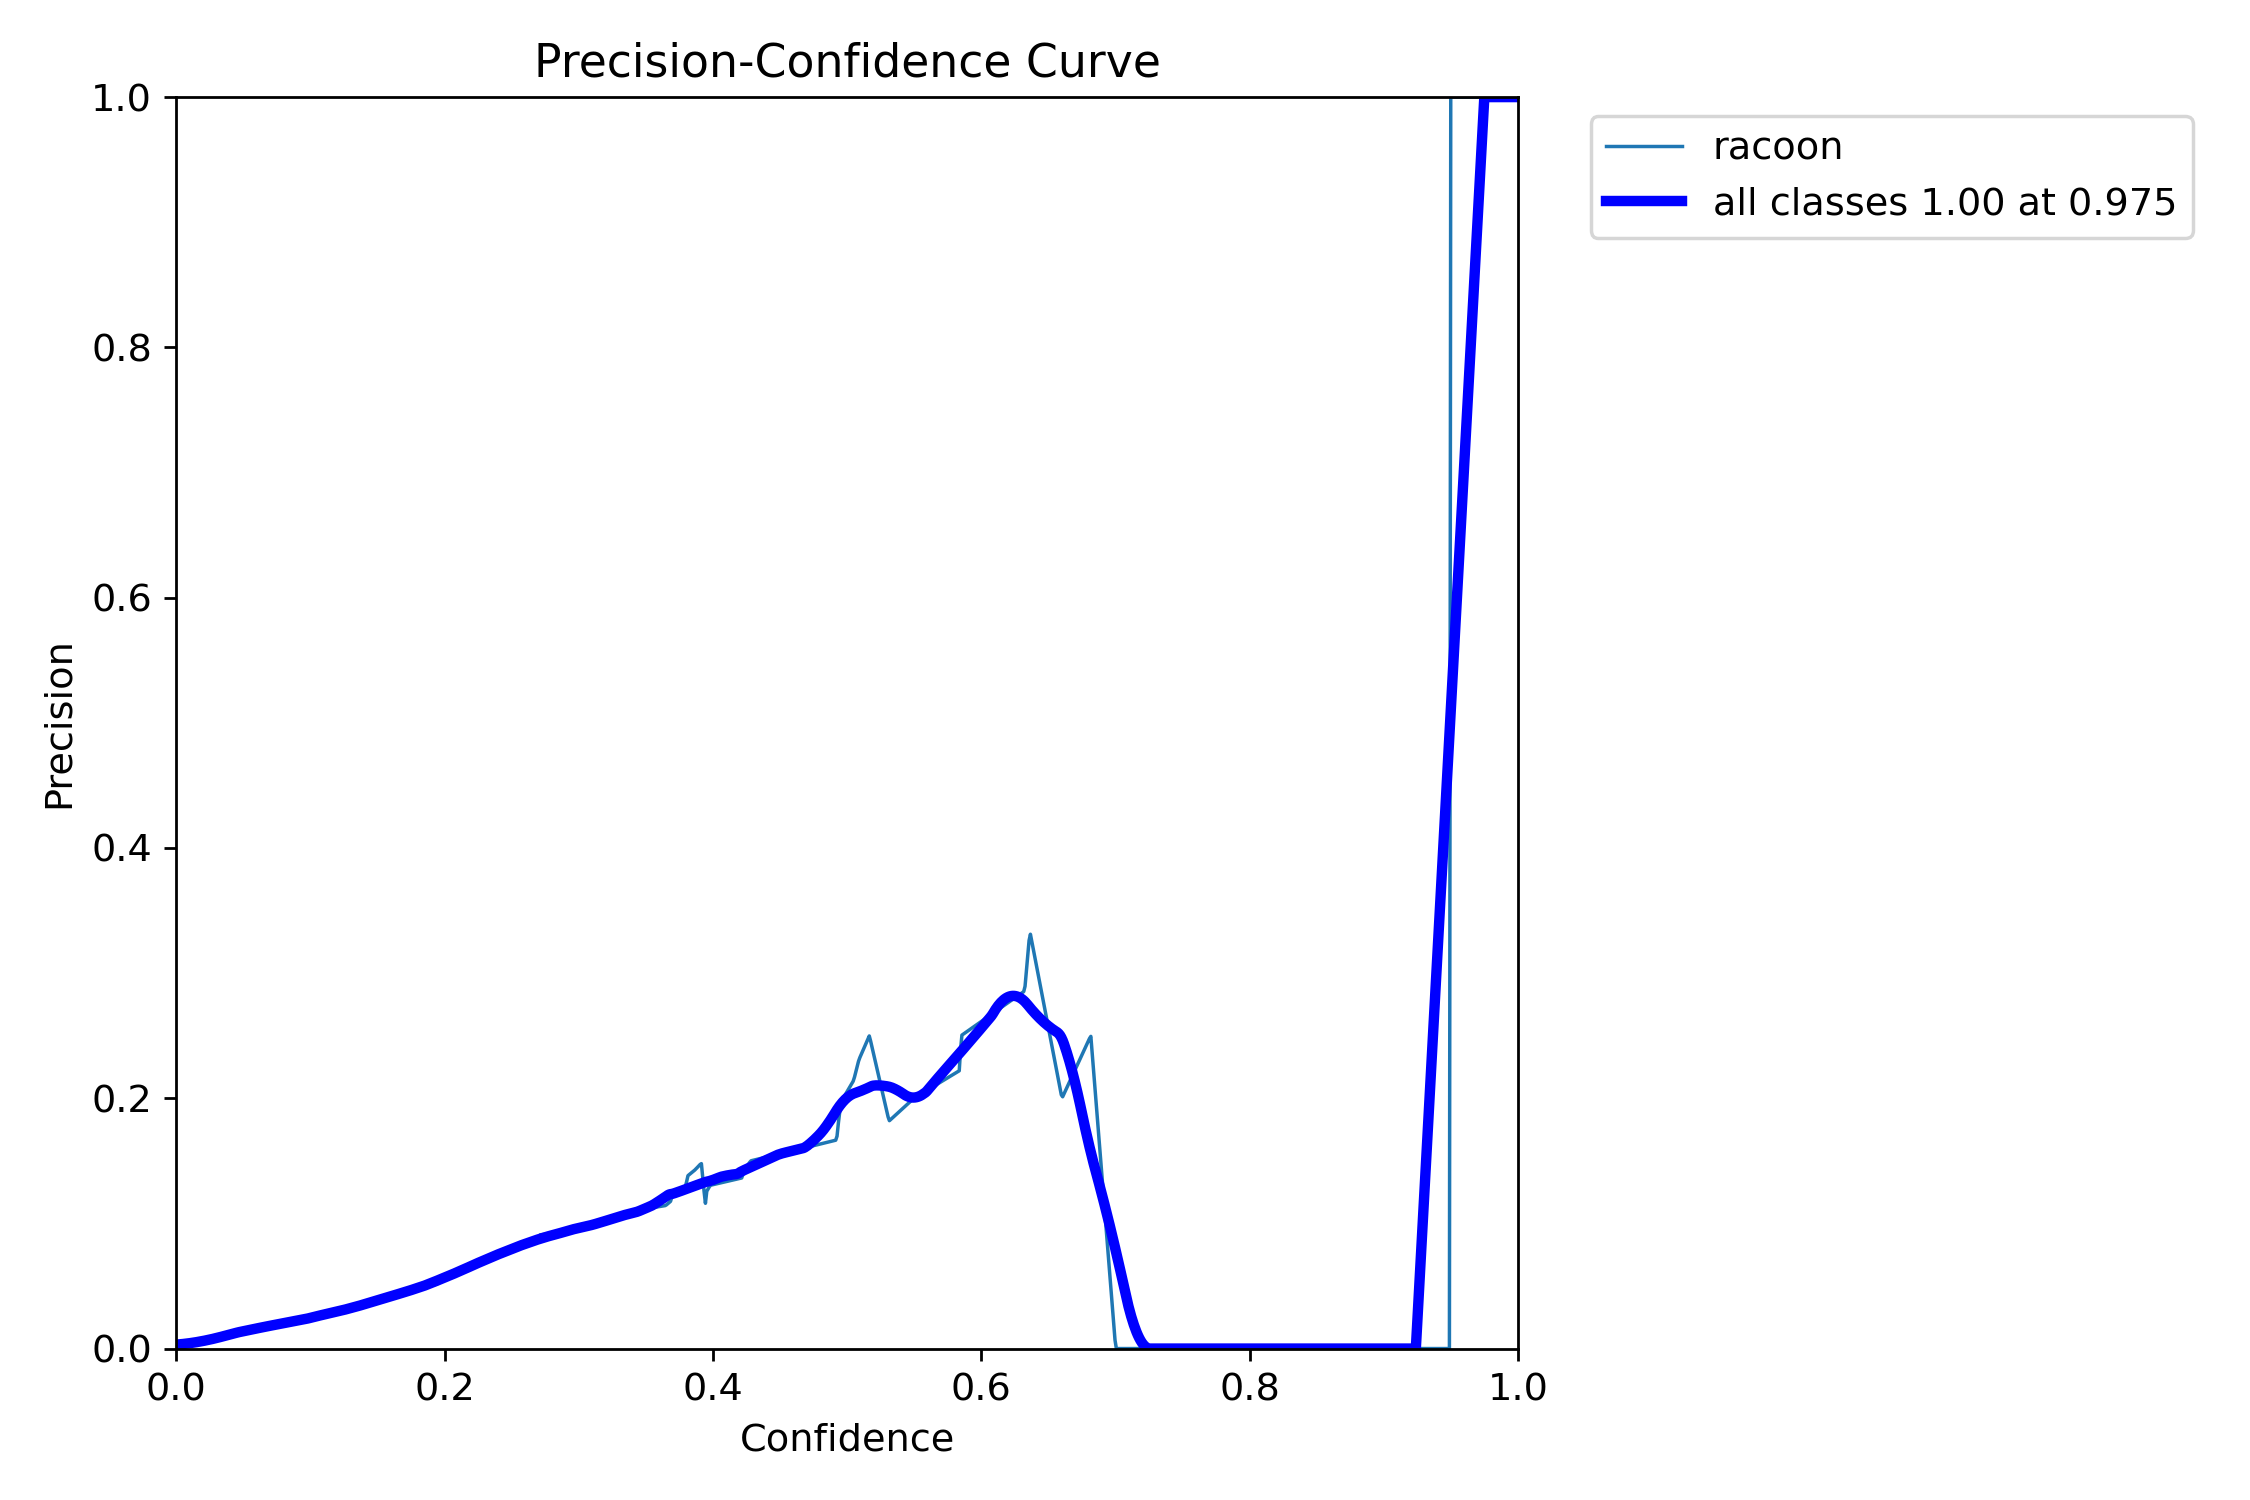 Precision-Confidence Curve
1.0
0.8
0.6
0.4
0.2
0.0
Precision
0.0 0.2 0.4 0.6 0.8 1.0
Confidence
racoon
all classes 1.00 at 0.975